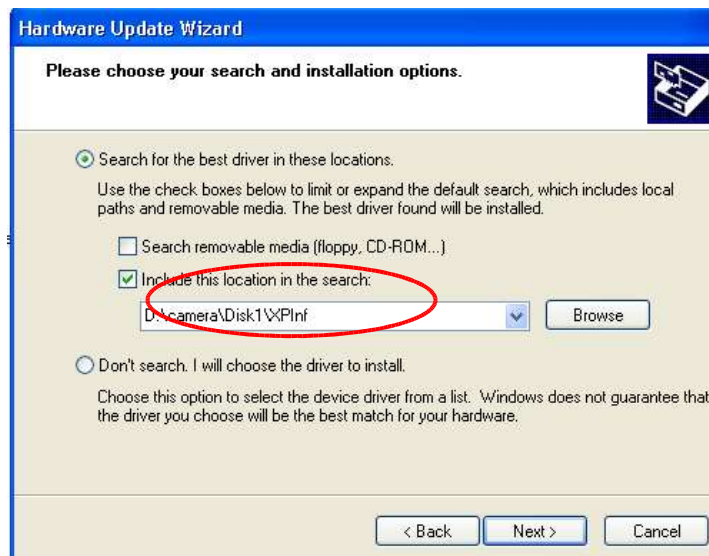 Hardware Update Wizard
Please choose your search and installation options.
Search for the best driver in these locations.
Use the check boxes below to limit or expand the default search, which includes local
paths and removable media. The best driver found will be installed.
Search removable media (floppy, CD-ROM...)
Include this location in the search:
D:\camera\Disk1\XPInf
Browse
Don't search. I will choose the driver to install.
Choose this option to select the device driver from a list. Windows does not guarantee that
the driver you choose will be the best match for your hardware.
< Back
Next >
Cancel